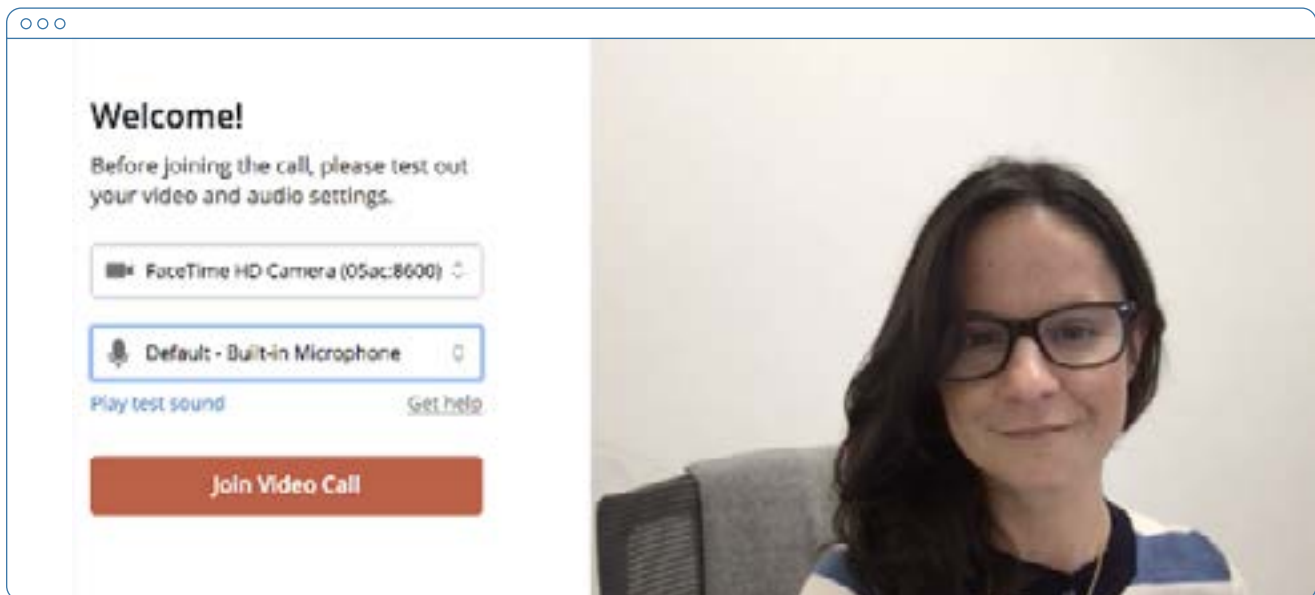 Welcome!
Before joining the call, please test out
your video and audio settings.
FaceTime HD Camera (05ac:8600)
Default - Built-in Microphone
Play test sound
Get help
Join Video Call